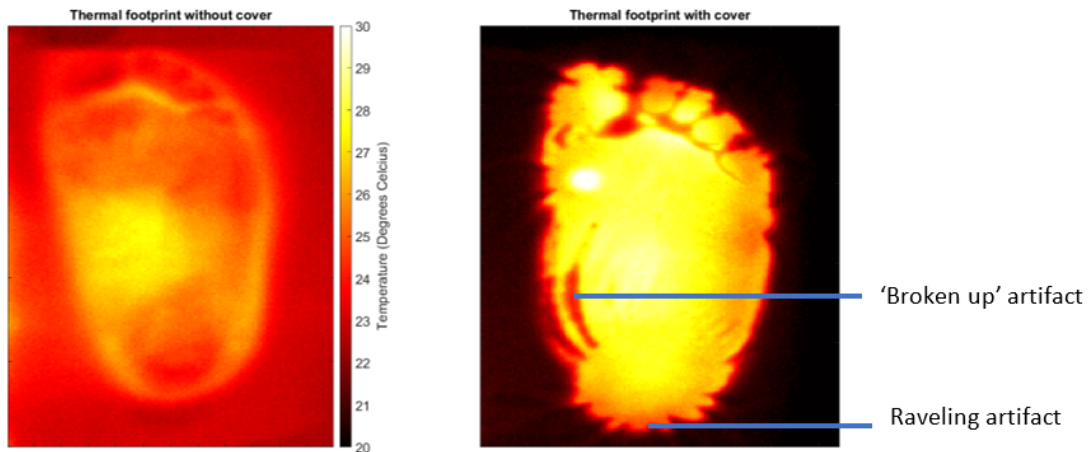 Thermal footprint without cover
30
29
28
27
26
25
24
23
22
21
20
Temperature (Degrees Celcius)
Thermal footprint with cover
‘Broken up’ artifact
Raveling artifact